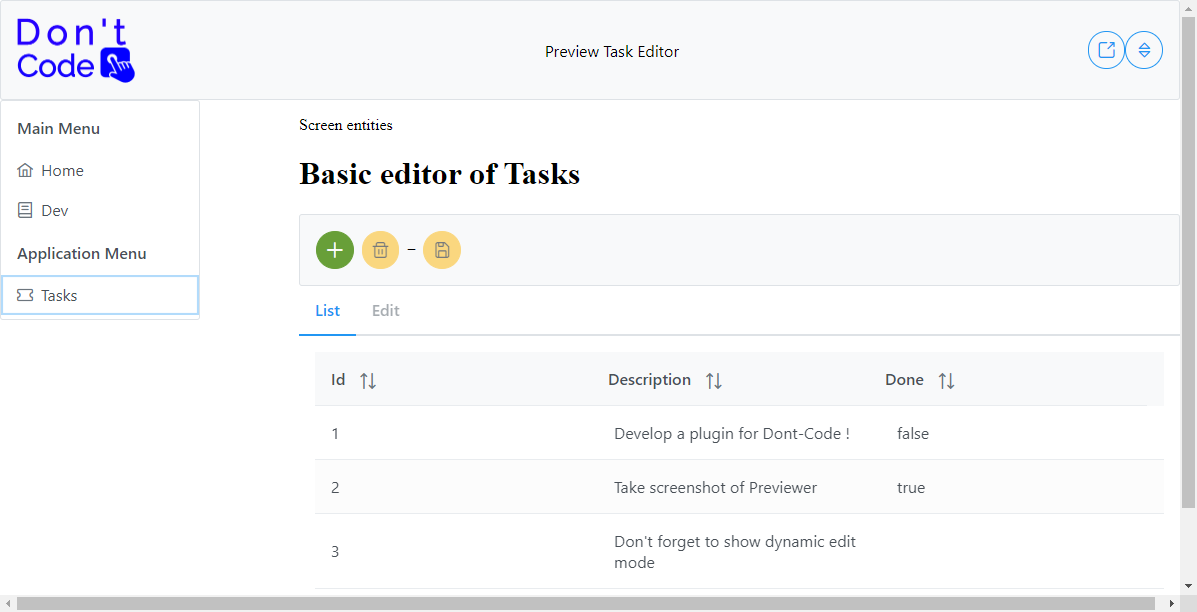 Don't
Code
Preview Task Editor
Main Menu
Home
Dev
Application Menu
Tasks
Screen entities
Basic editor of Tasks
–
List Edit
Id Description Done
1 Develop a plugin for Dont-Code ! false
2 Take screenshot of Previewer true
3 Don't forget to show dynamic edit
mode